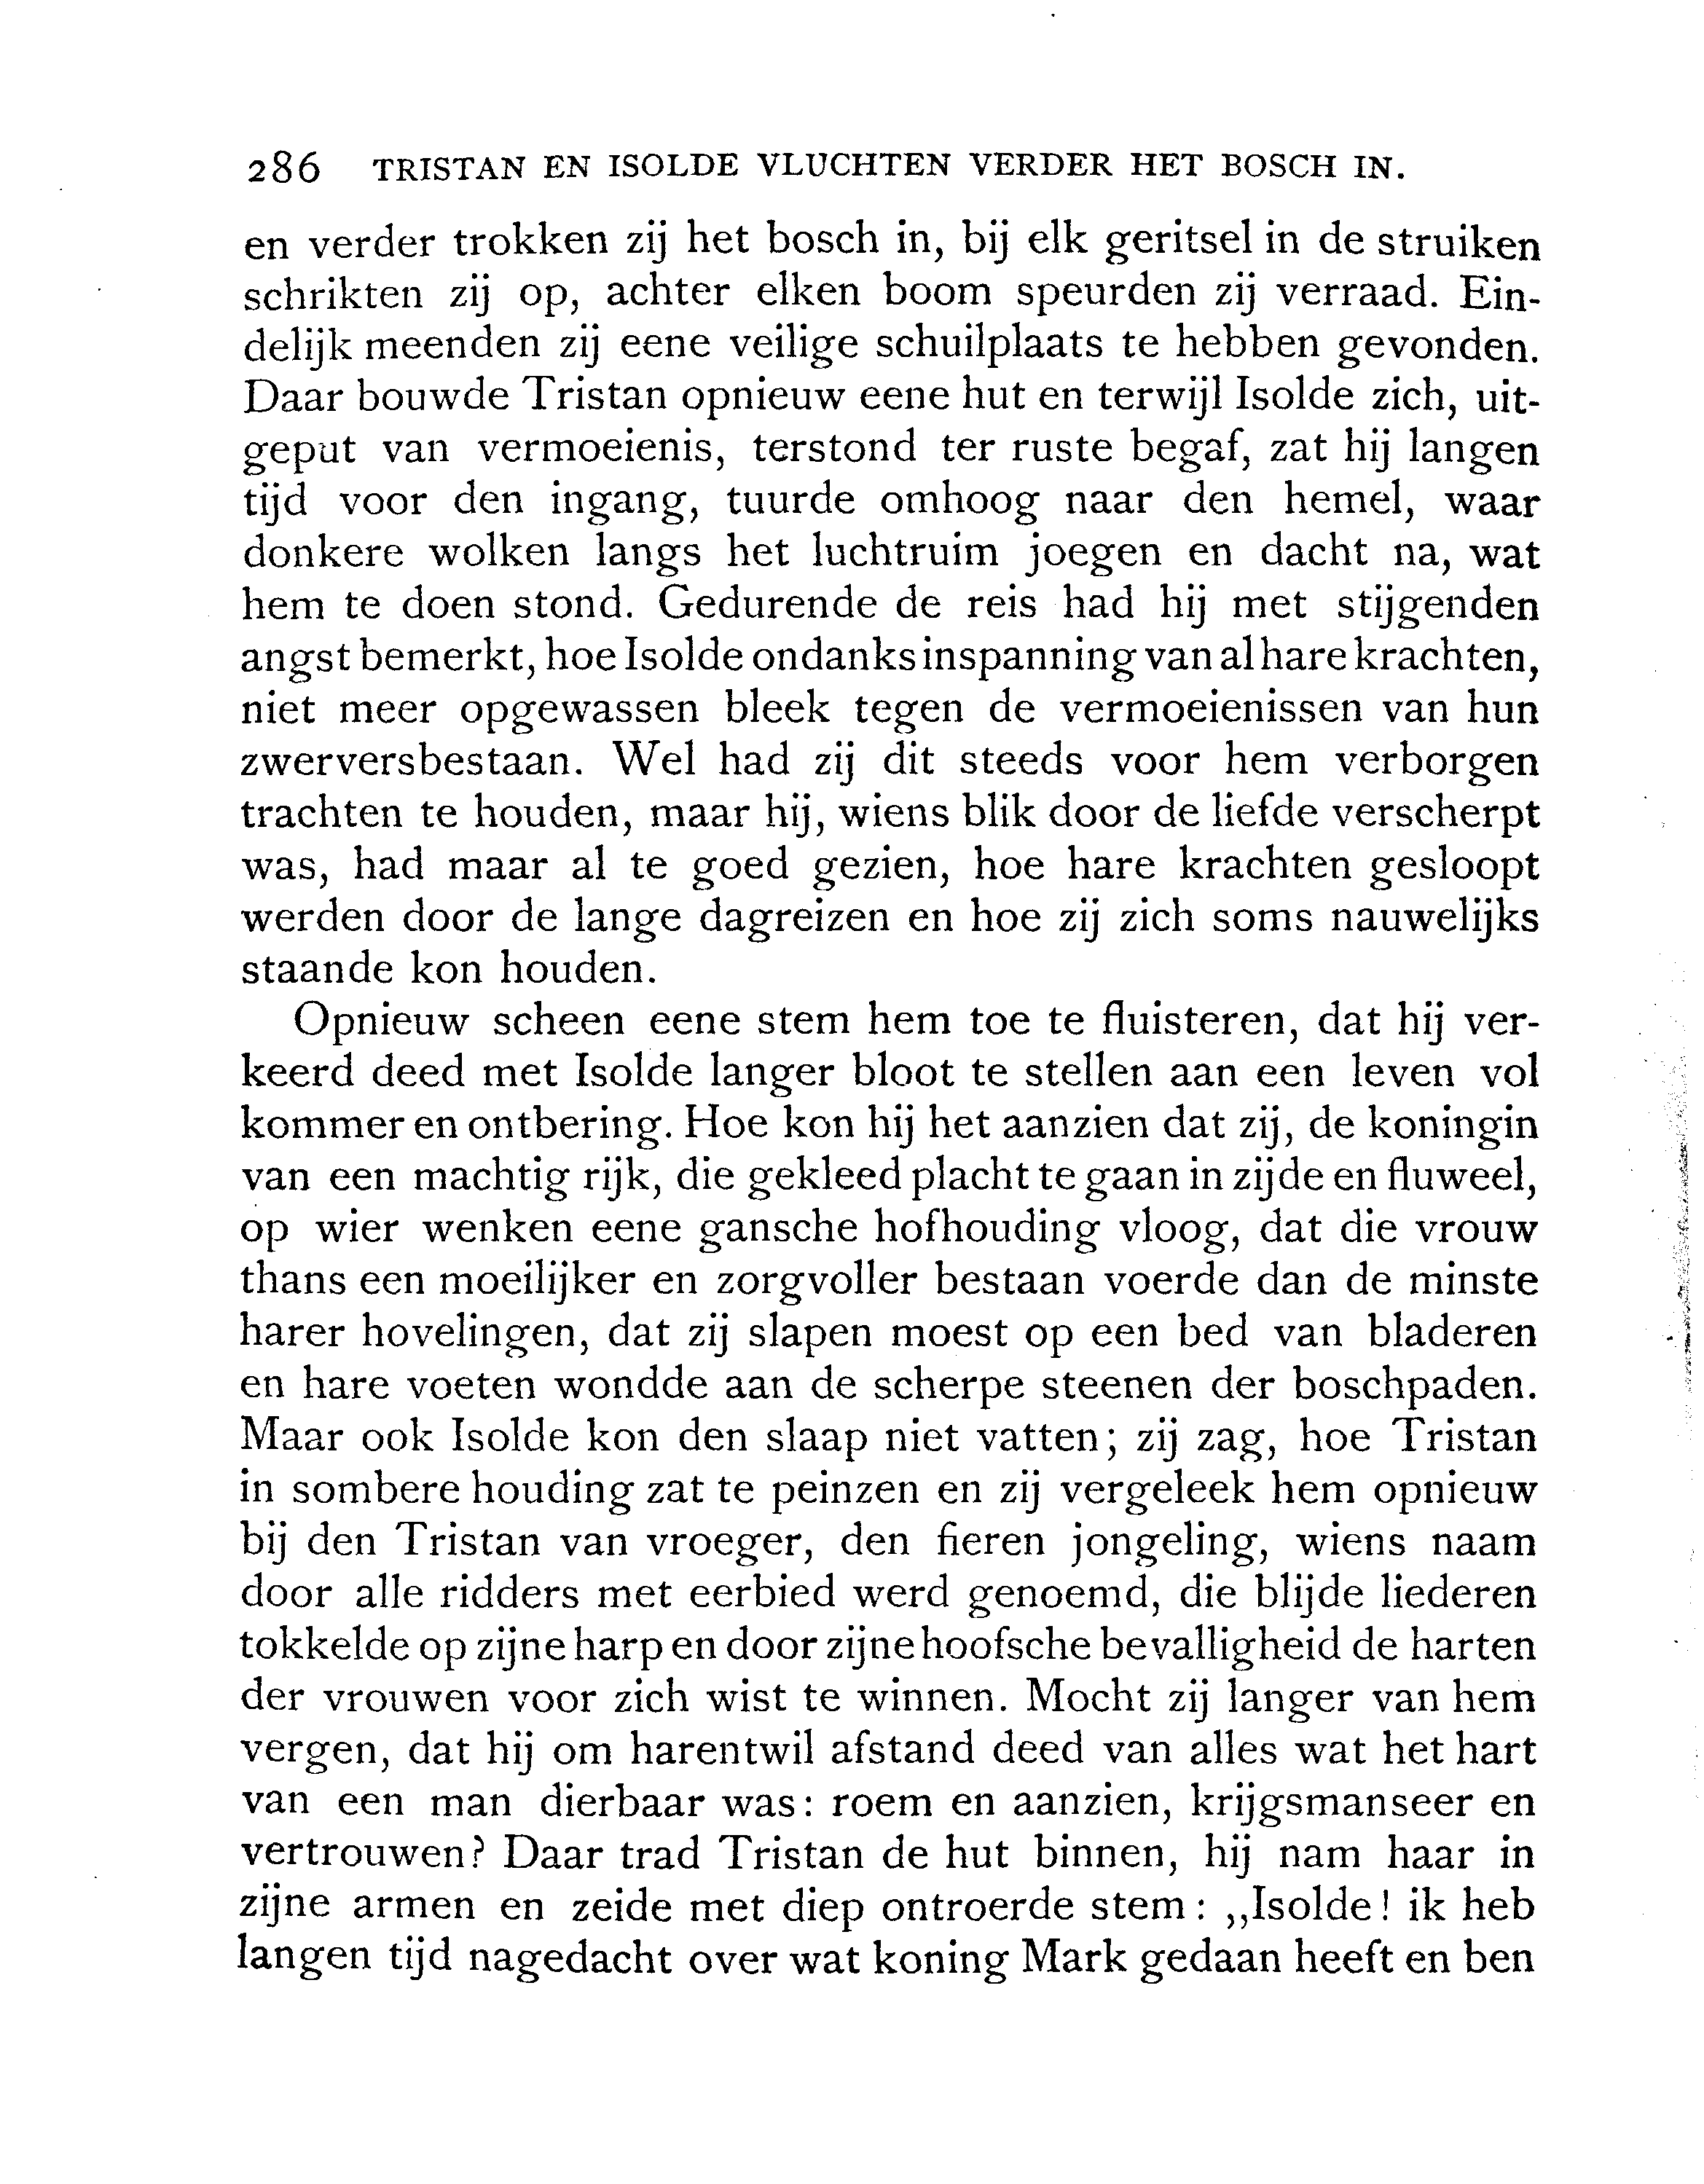 286 TRISTAN EN ISOLDE VLUCHTEN VERDER HET BOSCH IN.
en verder trokken zij het bosch in, bij elk geritsel in de struiken
schrikten zij op, achter elken boom speurden zij verraad. Ein-
delijk meenden zij eene veilige schuilplaats te hebben gevonden.
Daar bouwde Tristan opnieuw eene hut en terwijl Isolde zich, uit-
geput van vermoeienis, terstond ter ruste begaf, zat hij langen
tijd voor den ingang, tuurde omhoog naar den hemel, waar
donkere wolken langs het luchtruim joegen en dacht na, wat
hem te doen stond. Gedurende de reis had hij met stijgenden
angst bemerkt, hoe Isolde ondanks inspanning van al hare krachten,
niet meer opgewassen bleek tegen de vermoeienissen van hun
zwerversbestaan. Wel had zij dit steeds voor hem verborgen
trachten te houden, maar hij, wiens blik door de liefde verscherpt
was, had maar al te goed gezien, hoe hare krachten gesloopt
werden door de lange dagreizen en hoe zij zich soms nauwelijks
staande kon houden.
Opnieuw scheen eene stem hem toe te fluisteren, dat hij ver-
keerd deed met Isolde langer bloot te stellen aan een leven vol
kommer en ontbering. Hoe kon hij het aanzien dat zij, de koningin
van een machtig rijk, die gekleed placht te gaan in zijde en fluweel,
op wier wenken eene gansche hofhouding vloog, dat die vrouw
thans een moeilijker en zorgvoller bestaan voerde dan de minste
harer hovelingen, dat zij slapen moest op een bed van bladeren
en hare voeten wondde aan de scherpe steenen der boschpaden.
Maar ook Isolde kon den slaap niet vatten; zij zag, hoe Tristan
in sombere houding zat te peinzen en zij vergeleek hem opnieuw
bij den Tristan van vroeger, den fieren jongeling, wiens naam
door alle ridders met eerbied werd genoemd, die blijde liederen
tokkelde op zijne harp en door zijne hoofsche bevalligheid de harten
der vrouwen voor zich wist te winnen. Mocht zij langer van hem
vergen, dat hij om harentwil afstand deed van alles wat het hart
van een man dierbaar was: roem en aanzien, krijgsmanseer en
vertrouwen? Daar trad Tristan de hut binnen, hij nam haar in
zijne armen en zeide met diep ontroerde stem: ,,Isolde! ik heb
langen tijd nagedacht over wat koning Mark gedaan heeft en ben